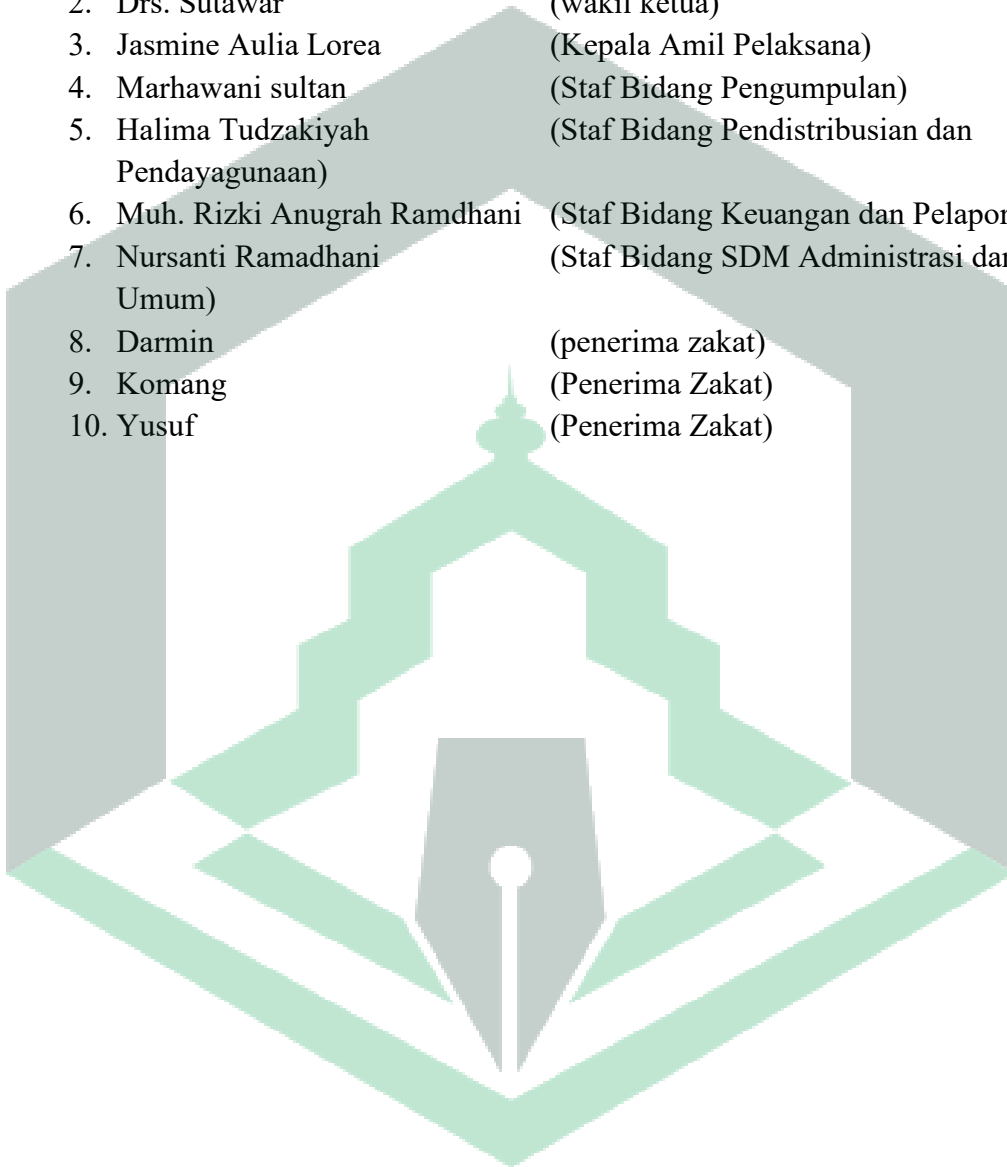 2. Drs. Sutawar (wakil ketua)
3. Jasmine Aulia Lorea (Kepala Amil Pelaksana)
4. Marhawani sultan (Staf Bidang Pengumpulan)
5. Halima Tudzakiyah (Staf Bidang Pendistribusian dan
Pendayagunaan)
6. Muh. Rizki Anugrah Ramdhani (Staf Bidang Keuangan dan
7. Nursanti Ramadhani (Staf Bidang SDM Administrasi
Umum)
8. Darmin (penerima zakat)
9. Komang (Penerima Zakat)
10. Yusuf (Penerima Zakat)